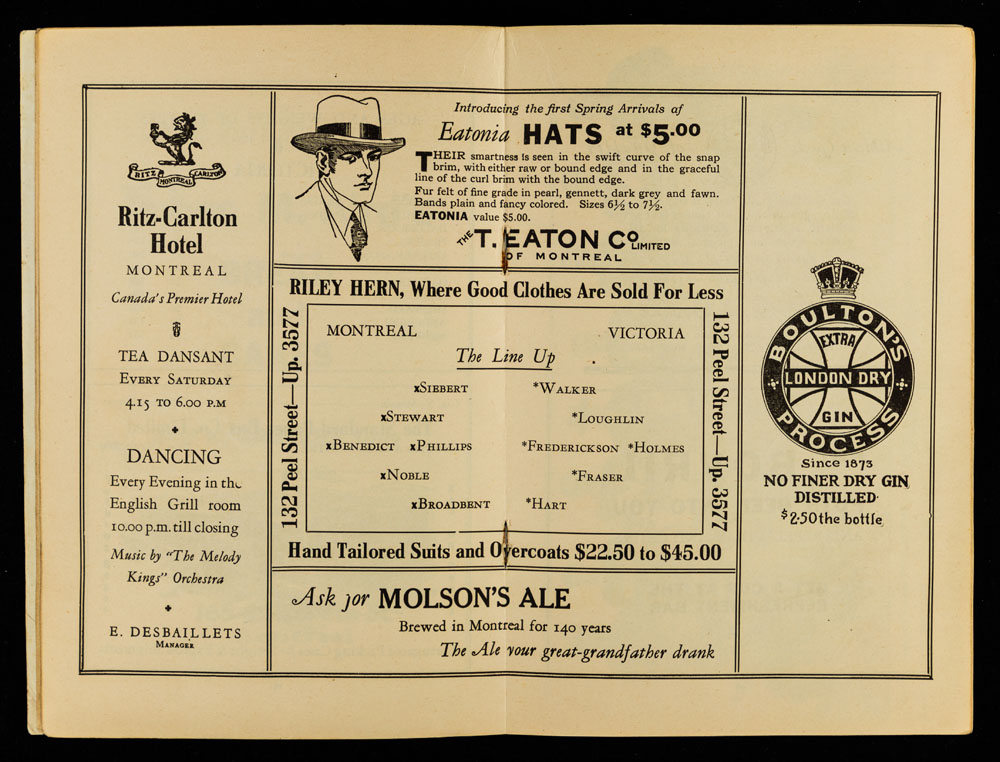 RITZ CARLTON
MONTREAL
Ritz-Carlton
Hotel
MONTREAL
Canada's Premier Hotel
TEA DANSANT
EVERY SATURDAY
4.15 TO 6.00 P.M
DANCING
Every Evening in the
English Grill room
10.00 p.m. till closing
Music by "The Melody
Kings" Orchestra
E. DESBAILLETS
MANAGER
Introducing the first Spring Arrivals of
Eatonia HATS at $5.00
THEIR smartness is seen in the swift curve of the snap
brim, with either raw or bound edge and in the graceful
line of the curl brim with the bound edge.
Fur felt of fine grade in pearl, gennett, dark grey and fawn.
Bands plain and fancy colored. Sizes 6½ to 7½.
EATONIA value $5.00.
THE T. EATON CO LIMITED
OF MONTREAL
RILEY HERN, Where Good Clothes Are Sold For Less
132 Peel Street—Up. 3577
MONTREAL VICTORIA
The Line Up
xSIEBERT *WALKER
xSTEWART *LOUGHLIN
xBENEDICT xPHILLIPS *FREDERICKSON *HOLMES
xNOBLE *FRASER
xBROADBENT *HART
132 Peel Street—Up. 3577
Hand Tailored Suits and Overcoats $22.50 to $45.00
Ask for MOLSON'S ALE
Brewed in Montreal for 140 years
The Ale your great-grandfather drank
BOULTON'S
EXTRA
LONDON DRY
GIN
PROCESS
Since 1873
NO FINER DRY GIN
DISTILLED
$2.50 the bottle